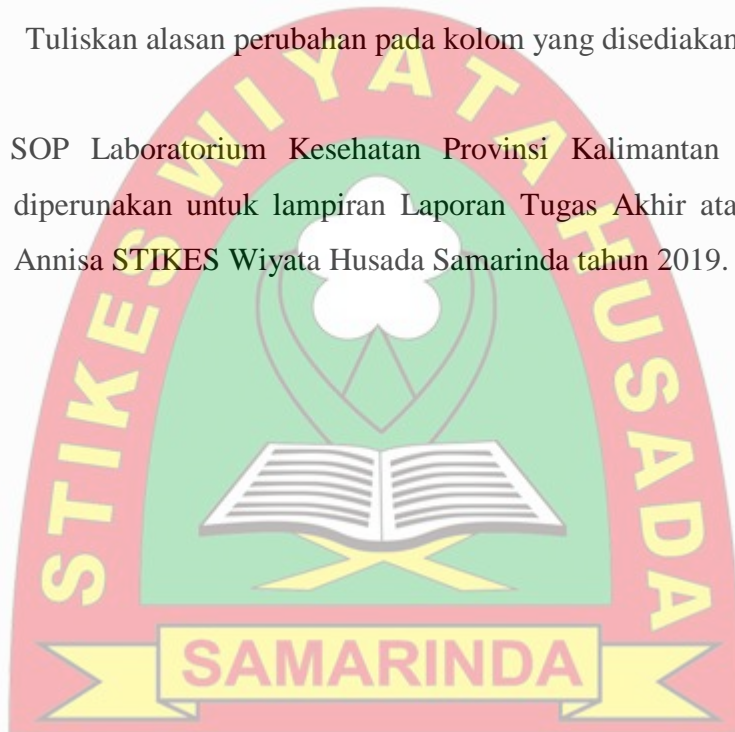 Tuliskan alasan perubahan pada kolom yang disediakan
SOP Laboratorium Kesehatan Provinsi Kalimantan
diperunakan untuk lampiran Laporan Tugas Akhir ata
Annisa STIKES Wiyata Husada Samarinda tahun 2019.
STIKES WIYATA HUSADA
SAMARINDA